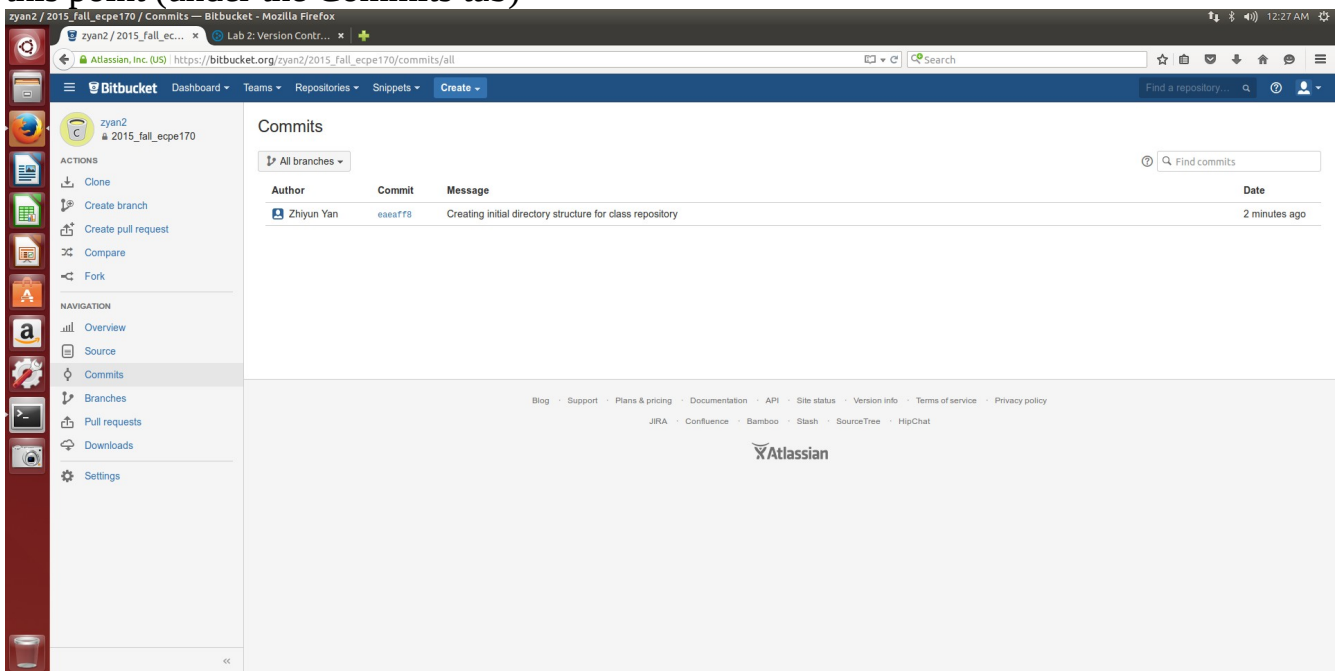 this point (under the Commits tab)
zyan2 / 2015_fall_ecpe170 / Commits — Bitbucket - Mozilla Firefox
12:27 AM
zyan2 / 2015_fall_ec... ×
Lab 2: Version Contr... ×
Atlassian, Inc. (US) https://bitbucket.org/zyan2/2015_fall_ecpe170/commits/all
Search
Bitbucket Dashboard Teams Repositories Snippets Create
Find a repository...
zyan2
2015_fall_ecpe170
ACTIONS
Clone
Create branch
Create pull request
Compare
Fork
NAVIGATION
Overview
Source
Commits
Branches
Pull requests
Downloads
Settings
Commits
All branches
Find commits
Author Commit Message Date
Zhiyun Yan eaeaff8 Creating initial directory structure for class repository 2 minutes ago
Blog · Support · Plans & pricing · Documentation · API · Site status · Version info · Terms of service · Privacy policy
JIRA · Confluence · Bamboo · Stash · SourceTree · HipChat
Atlassian